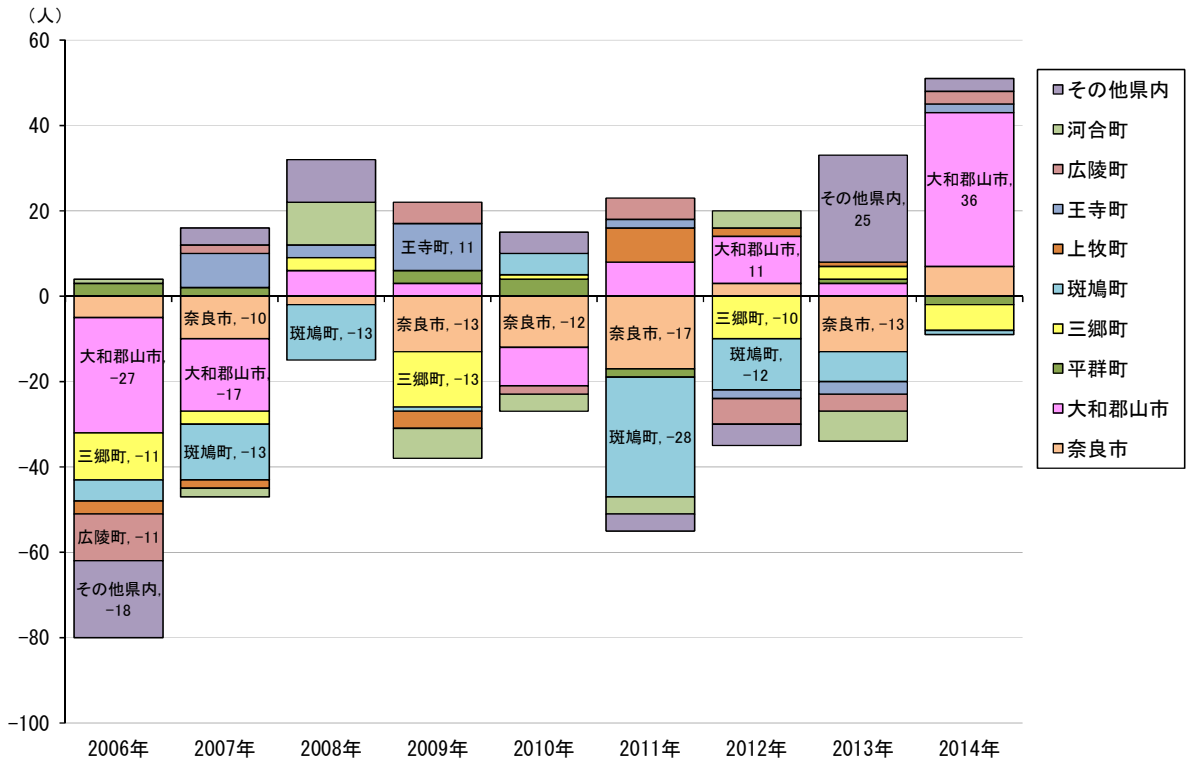 （人）
60
40
20
0
-20
-40
-60
-80
-100
大和郡山市,
-27
三郷町, -11
広陵町, -11
その他県内,
-18
奈良市, -10
大和郡山市,
-17
斑鳩町, -13
斑鳩町, -13
王寺町, 11
奈良市, -13
三郷町, -13
奈良市, -12
奈良市, -17
斑鳩町, -28
大和郡山市,
11
三郷町, -10
斑鳩町,
-12
その他県内,
25
奈良市, -13
大和郡山市,
36
2006年
2007年
2008年
2009年
2010年
2011年
2012年
2013年
2014年
その他県内
河合町
広陵町
王寺町
上牧町
斑鳩町
三郷町
平群町
大和郡山市
奈良市